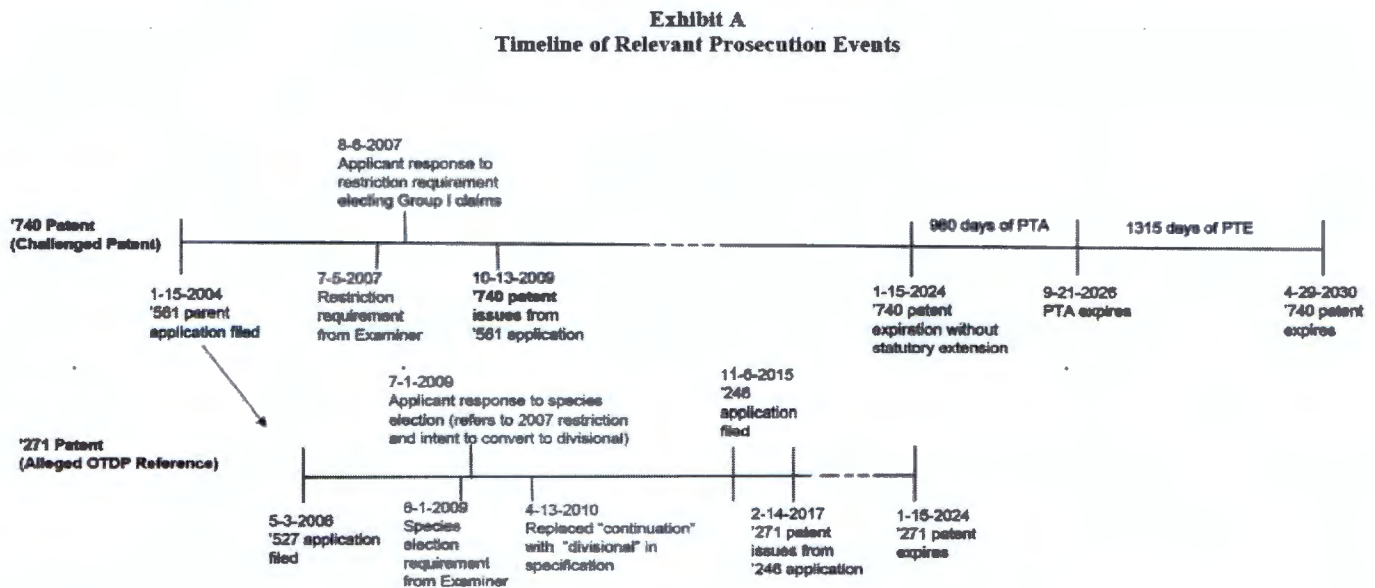 Exhibit A
Timeline of Relevant Prosecution Events
8-6-2007
Applicant response to
restriction requirement
electing Group I claims
'740 Patent
(Challenged Patent)
980 days of PTA
1315 days of PTE
1-15-2004
'561 parent
application filed
7-5-2007
Restriction
requirement
from Examiner
10-13-2009
'740 patent
issues from
'561 application
1-15-2024
'740 patent
expiration without
statutory extension
9-21-2026
PTA expires
4-29-2030
'740 patent
expires
7-1-2009
Applicant response to species
election (refers to 2007 restriction
and intent to convert to divisional)
11-6-2015
'246
application
filed
'271 Patent
(Alleged OTDP Reference)
5-3-2006
'527 application
filed
6-1-2009
Species
election
requirement
from Examiner
4-13-2010
Replaced "continuation"
with "divisional" in
specification
2-14-2017
'271 patent
issues from
'246 application
1-15-2024
'271 patent
expires